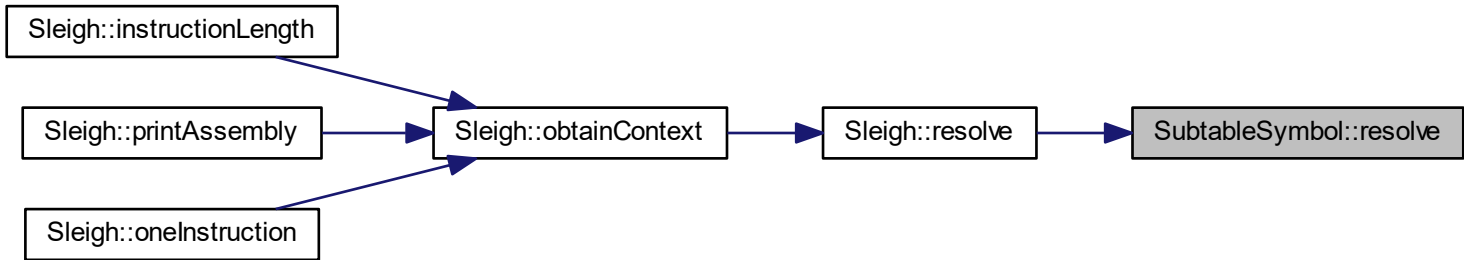 Sleigh::instructionLength
Sleigh::printAssembly
Sleigh::obtainContext
Sleigh::resolve
SubtableSymbol::resolve
Sleigh::oneInstruction